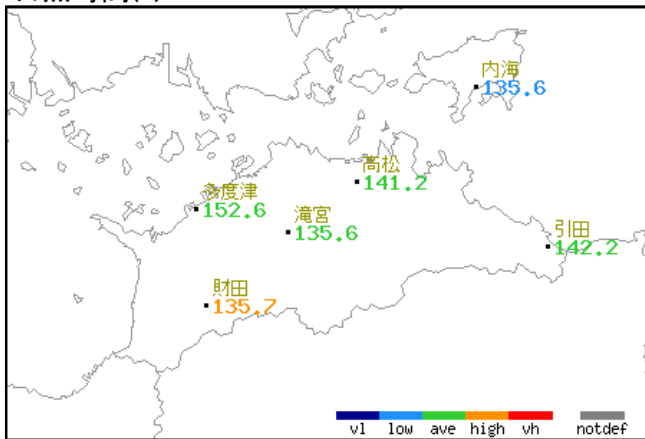 内海
135.6
高松
141.2
多度津
152.6
滝宮
135.6
引田
142.2
財田
135.7
vl low ave high vh notdef